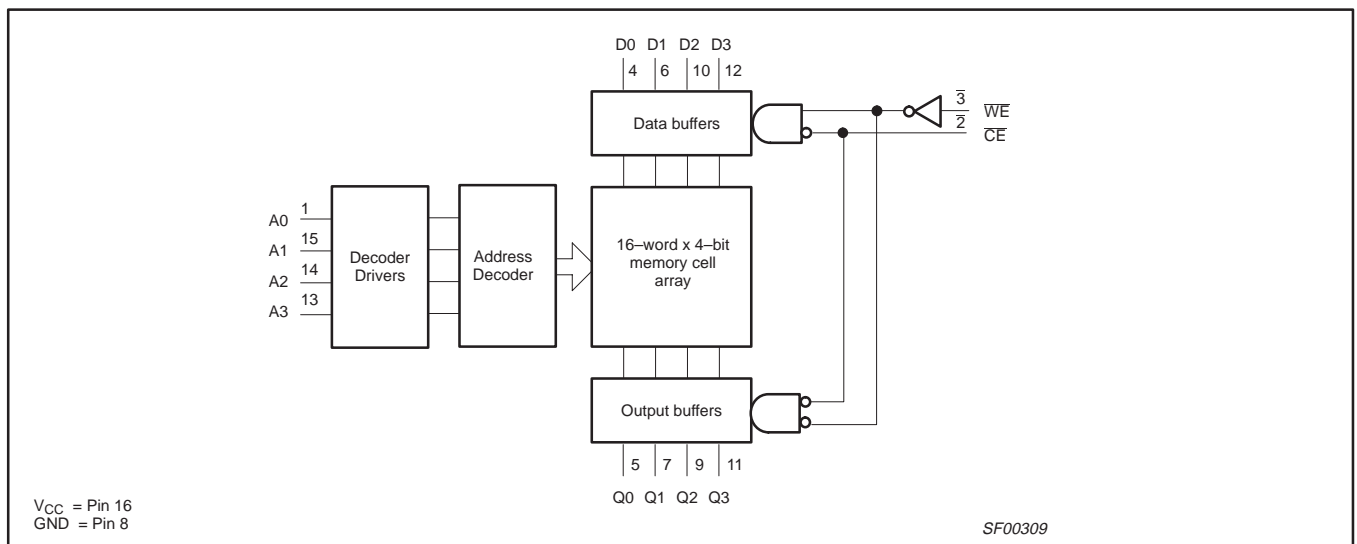 D0 D1 D2 D3
4 6 10 12
Data buffers
3 WE
2 CE
A0 1
A1 15
A2 14
A3 13
Decoder
Drivers
Address
Decoder
16–word x 4–bit
memory cell
array
Output buffers
5 7 9 11
Q0 Q1 Q2 Q3
VCC = Pin 16
GND = Pin 8
SF00309